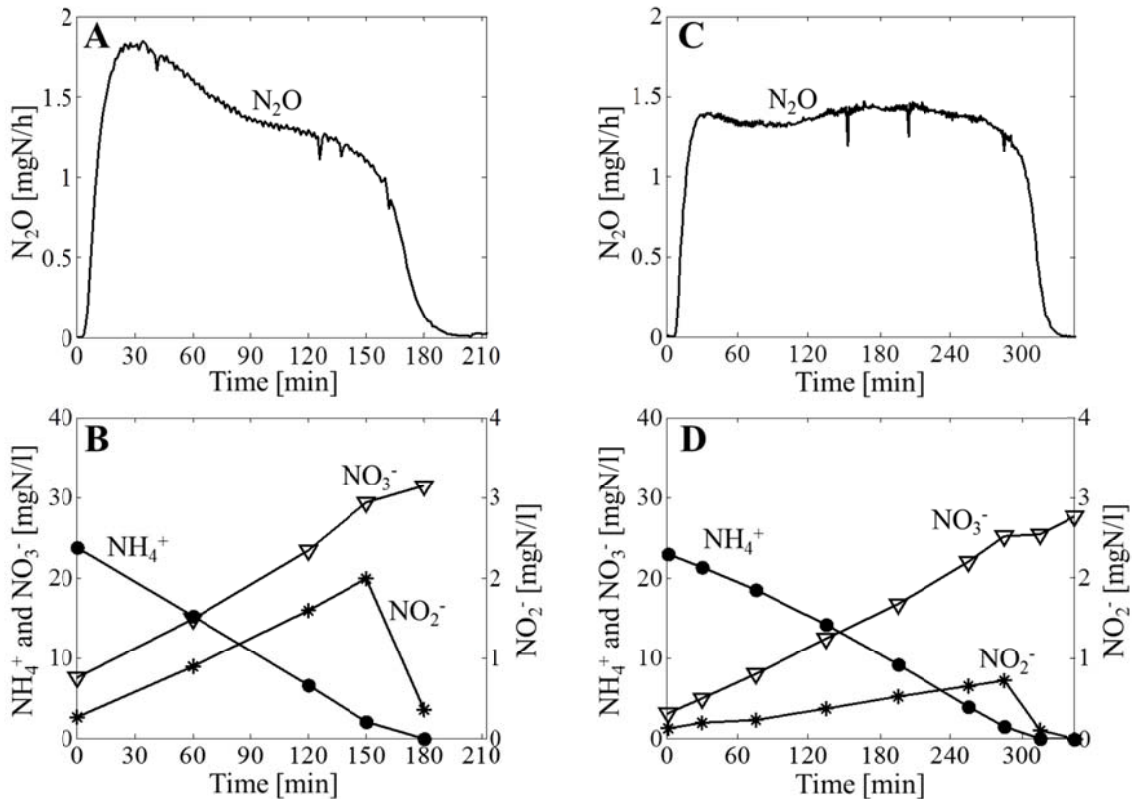 A
N₂O
N₂O [mgN/h]
2
1.5
1
0.5
0
0 30 60 90 120 150 180 210
Time [min]
C
N₂O
N₂O [mgN/h]
2
1.5
1
0.5
0
0 60 120 180 240 300
Time [min]
B
NO₃⁻
NH₄⁺
NO₂⁻
NH₄⁺ and NO₃⁻ [mgN/l]
40
30
20
10
0
NO₂⁻ [mgN/l]
4
3
2
1
0
0 30 60 90 120 150 180 210
Time [min]
D
NO₃⁻
NH₄⁺
NO₂⁻
NH₄⁺ and NO₃⁻ [mgN/l]
40
30
20
10
0
NO₂⁻ [mgN/l]
4
3
2
1
0
0 60 120 180 240 300
Time [min]